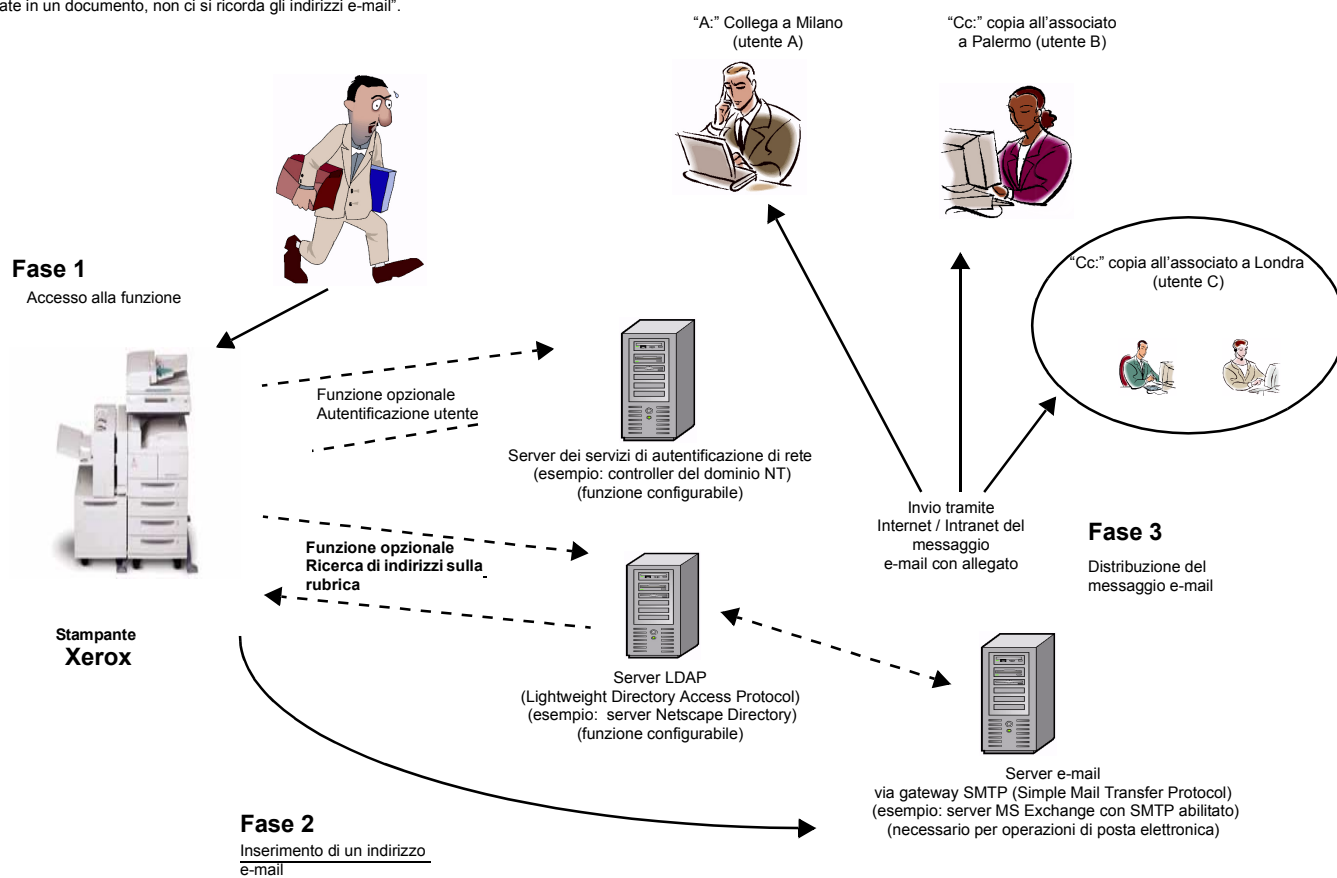 ate in un documento, non ci si ricorda gli indirizzi e-mail”.
“A:” Collega a Milano
(utente A)
“Cc:” copia all’associato
a Palermo (utente B)
Fase 1
Accesso alla funzione
“Cc:” copia all’associato a Londra
(utente C)
Funzione opzionale
Autentificazione utente
Server dei servizi di autentificazione di rete
(esempio: controller del dominio NT)
(funzione configurabile)
Invio tramite
Internet / Intranet del
messaggio
e-mail con allegato
Fase 3
Distribuzione del
messaggio e-mail
Funzione opzionale
Ricerca di indirizzi sulla
rubrica
Stampante
Xerox
Server LDAP
(Lightweight Directory Access Protocol)
(esempio: server Netscape Directory)
(funzione configurabile)
Server e-mail
via gateway SMTP (Simple Mail Transfer Protocol)
(esempio: server MS Exchange con SMTP abilitato)
(necessario per operazioni di posta elettronica)
Fase 2
Inserimento di un indirizzo
e-mail